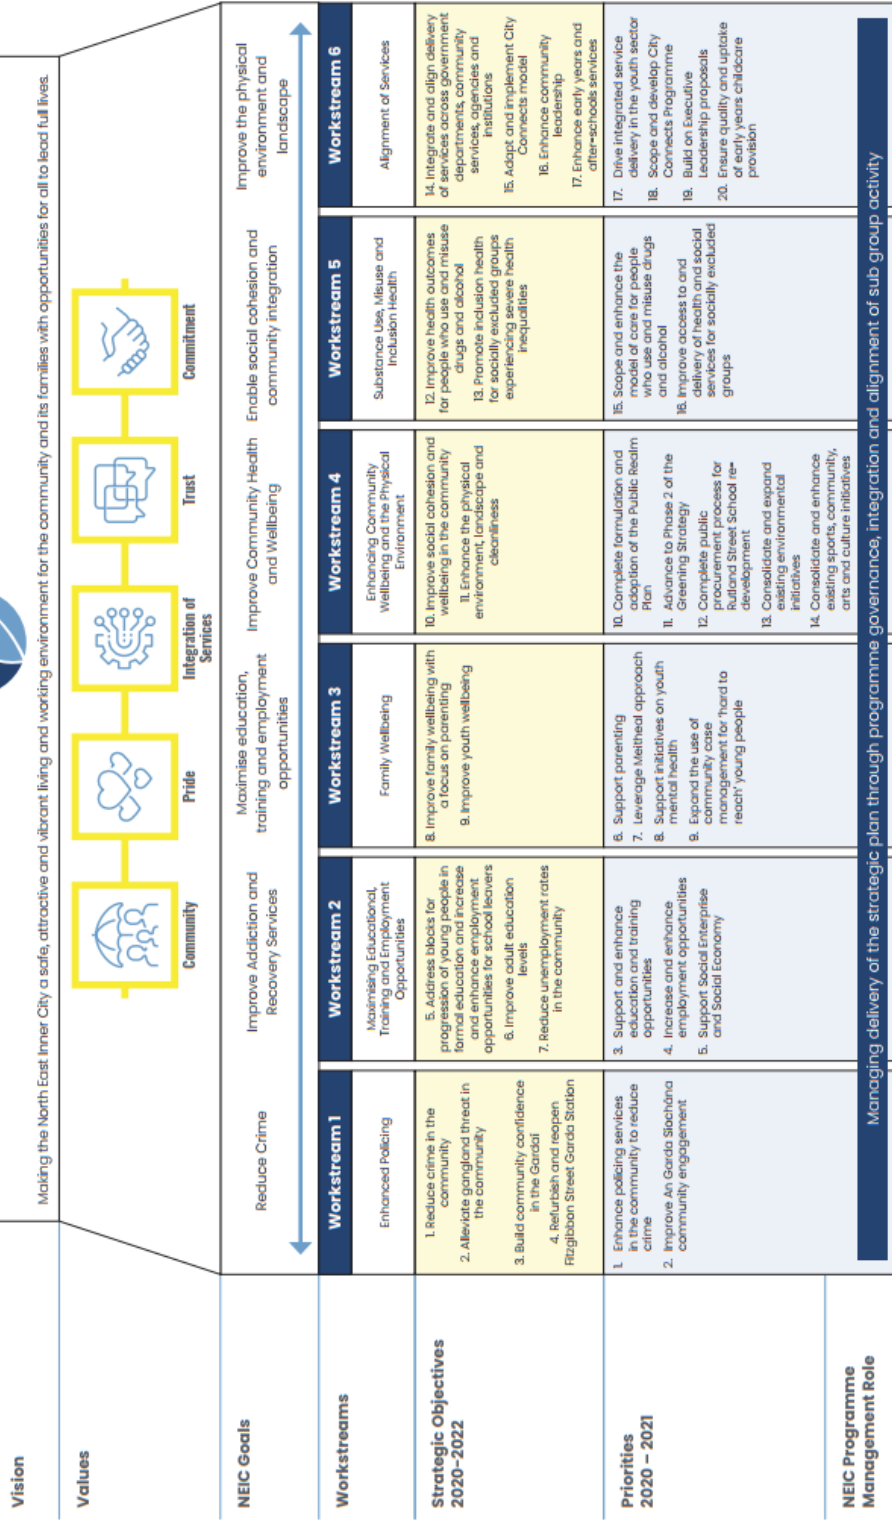 Vision
Making the North East Inner City a safe, attractive and vibrant living and working environment for the community and its families with opportunities for all to lead full lives.
Values
Community
Pride
Integration of
Services
Trust
Commitment
NEIC Goals
Reduce Crime
Improve Addiction and
Recovery Services
Maximise education,
training and employment
opportunities
Improve Community Health
and Wellbeing
Enable social cohesion and
community integration
Improve the physical
environment and
landscape
Workstreams
Workstream 1
Workstream 2
Workstream 3
Workstream 4
Workstream 5
Workstream 6
Enhanced Policing
Maximising Educational,
Training and Employment
Opportunities
Family Wellbeing
Enhancing Community
Wellbeing and the Physical
Environment
Substance Use, Misuse and
Inclusion Health
Alignment of Services
Strategic Objectives
2020–2022
1. Reduce crime in the
community
2. Alleviate gangland threat in
the community
3. Build community confidence
in the Gardaí
4. Refurbish and reopen
Fitzgibbon Street Garda Station
5. Address blocks for
progression of young people in
formal education and increase
and enhance employment
opportunities for school leavers
6. Improve adult education
levels
7. Reduce unemployment rates
in the community
8. Improve family wellbeing with
a focus on parenting
9. Improve youth wellbeing
10. Improve social cohesion and
wellbeing in the community
11. Enhance the physical
environment, landscape and
cleanliness
12. Improve health outcomes
for people who use and misuse
drugs and alcohol
13. Promote inclusion health
for socially excluded groups
experiencing severe health
inequalities
14. Integrate and align delivery
of services across government
departments, community
services, agencies and
institutions
15. Adapt and implement City
Connects model
16. Enhance community
leadership
17. Enhance early years and
after-schools services
Priorities
2020 – 2021
1. Enhance policing services
in the community to reduce
crime
2. Improve An Garda Síochána
community engagement
3. Support and enhance
education and training
opportunities
4. Increase and enhance
employment opportunities
5. Support Social Enterprise
and Social Economy
6. Support parenting
7. Leverage Meitheal approach
8. Support initiatives on youth
mental health
9. Expand the use of
community case
management for 'hard to
reach' young people
10. Complete formulation and
adoption of the Public Realm
Plan
11. Advance to Phase 2 of the
Greening Strategy
12. Complete public
procurement process for
Rutland Street School re-
development
13. Consolidate and expand
existing environmental
initiatives
14. Consolidate and enhance
existing sports, community,
arts and culture initiatives
15. Scope and enhance the
model of care for people
who use and misuse drugs
and alcohol
16. Improve access to and
delivery of health and social
services for socially excluded
groups
17. Drive integrated service
delivery in the youth sector
18. Scope and develop City
Connects Programme
19. Build on Executive
Leadership proposals
20. Ensure quality and uptake
of early years childcare
provision
NEIC Programme
Management Role
Managing delivery of the strategic plan through programme governance, integration and alignment of sub group activity